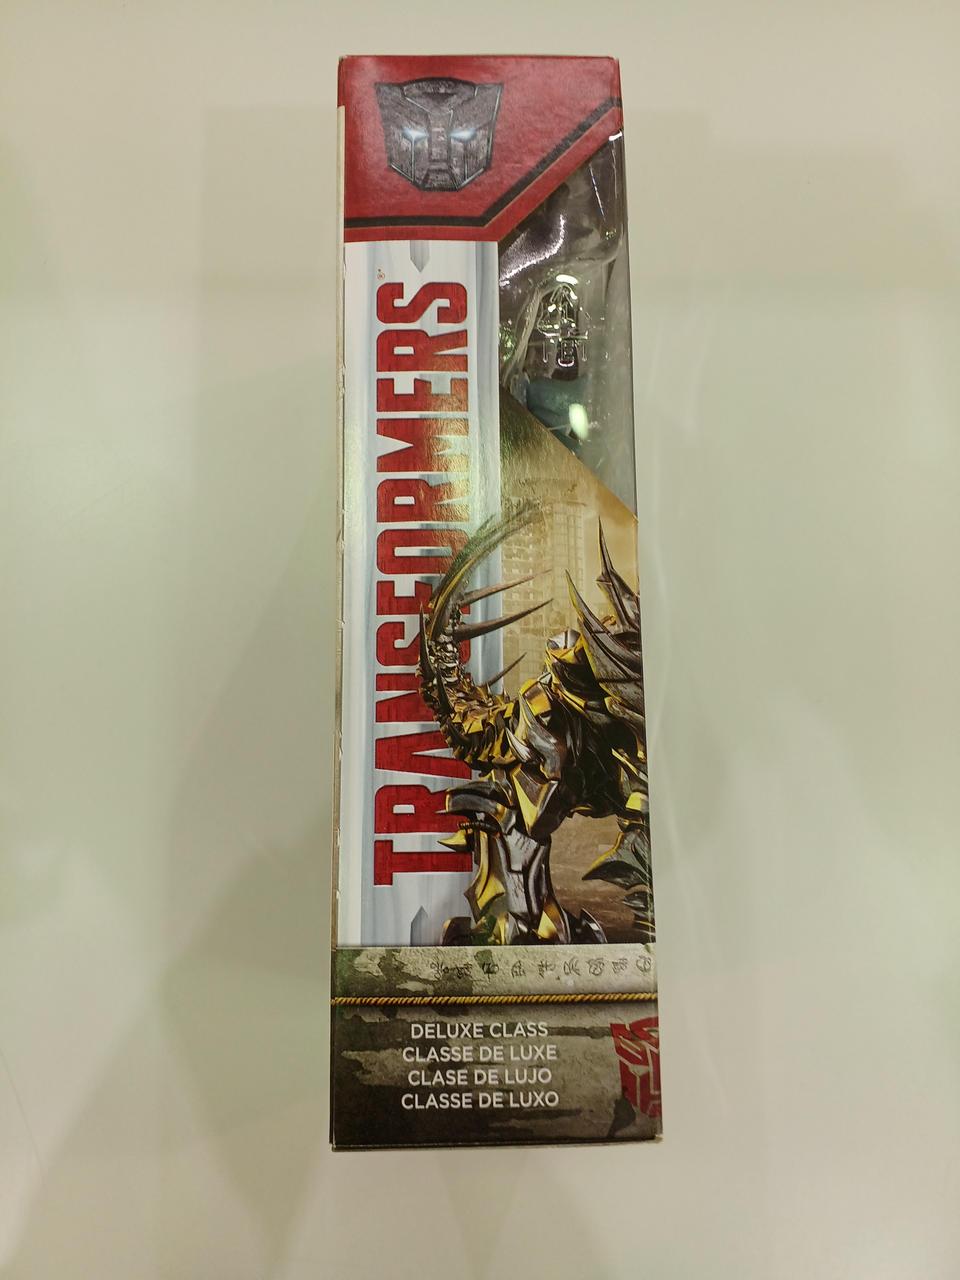 TRANSFORMERS®
DELUXE CLASS
CLASSE DE LUXE
CLASE DE LUJO
CLASSE DE LUXO